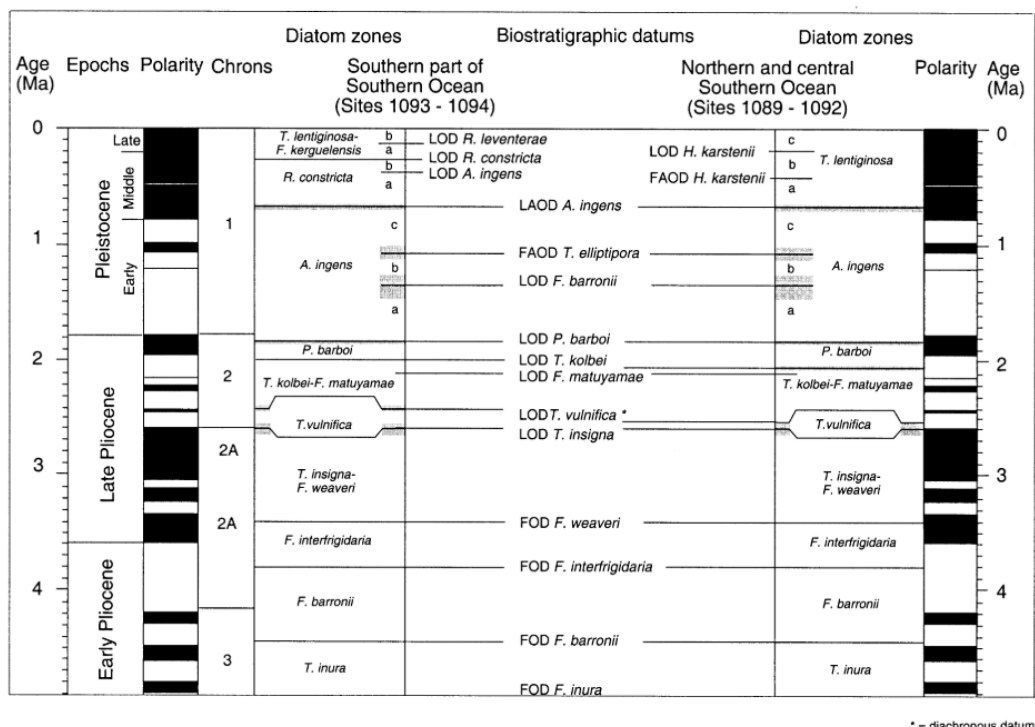 Diatom zones Biostratigraphic datums Diatom zones
Age (Ma) Epochs Polarity Chrons Southern part of Northern and central Polarity Age (Ma)
Southern Ocean Southern Ocean
(Sites 1093 - 1094) (Sites 1089 - 1092)
0 Late T. lentiginosa- b LOD R. leventerae c 0
F. kerguelensis a LOD R. constricta LOD H. karstenii T. lentiginosa
Middle R. constricta b LOD A. ingens b
a FAOD H. karstenii a
LAOD A. ingens
Pleistocene c c
1 1 FAOD T. elliptipora 1
Early A. ingens b LOD F. barronii b A. ingens
a a
LOD P. barboi
2 P. barboi LOD T. kolbei P. barboi 2
2 T. kolbei-F. matuyamae LOD F. matuyamae T. kolbei-F. matuyamae
T.vulnifica LOD T. vulnifica * T.vulnifica
LOD T. insigna
2A
3 Late Pliocene T. insigna- T. insigna- 3
F. weaveri F. weaveri
2A FOD F. weaveri
F. interfrigidaria F. interfrigidaria
FOD F. interfrigidaria
4 F. barronii F. barronii 4
Early Pliocene FOD F. barronii
3 T. inura T. inura
FOD F. inura
* = diachronous datum